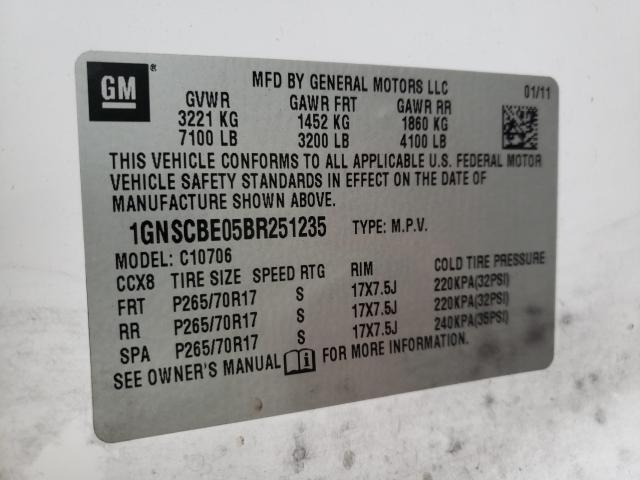 GM ®
MFD BY GENERAL MOTORS LLC 01/11
GVWR GAWR FRT GAWR RR
3221 KG 1452 KG 1860 KG
7100 LB 3200 LB 4100 LB
THIS VEHICLE CONFORMS TO ALL APPLICABLE U.S. FEDERAL MOTOR
VEHICLE SAFETY STANDARDS IN EFFECT ON THE DATE OF
MANUFACTURE SHOWN ABOVE.
1GNSCBE05BR251235 TYPE: M.P.V.
MODEL: C10706
CCX8 TIRE SIZE SPEED RTG RIM COLD TIRE PRESSURE
FRT P265/70R17 S 17X7.5J 220KPA(32PSI)
RR P265/70R17 S 17X7.5J 220KPA(32PSI)
SPA P265/70R17 S 17X7.5J 240KPA(35PSI)
SEE OWNER'S MANUAL i FOR MORE INFORMATION.